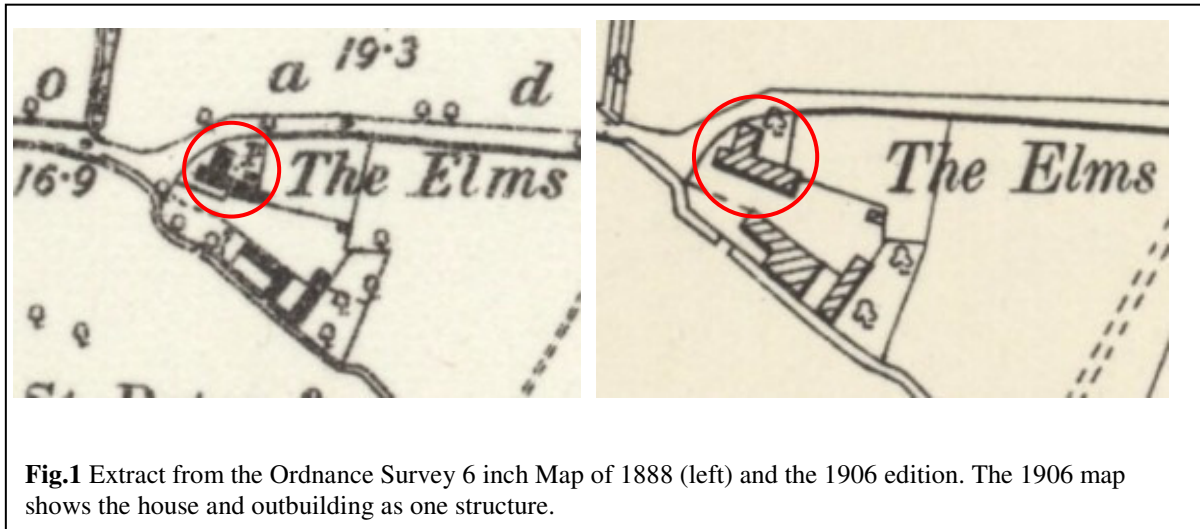 19·3
o a d
16·9
The Elms
The Elms
Fig.1 Extract from the Ordnance Survey 6 inch Map of 1888 (left) and the 1906 edition. The 1906 map
shows the house and outbuilding as one structure.